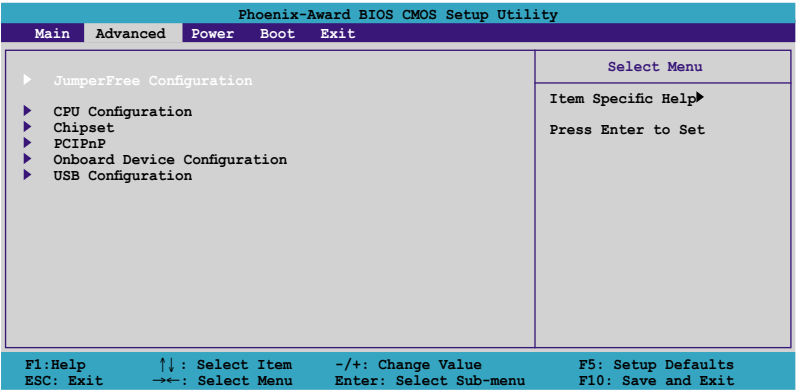 Phoenix-Award BIOS CMOS Setup Utility
Main Advanced Power Boot Exit
JumperFree Configuration
CPU Configuration
Chipset
PCIPnP
Onboard Device Configuration
USB Configuration
Select Menu
Item Specific Help
Press Enter to Set
F1:Help ↑↓: Select Item -/+: Change Value F5: Setup Defaults
ESC: Exit →←: Select Menu Enter: Select Sub-menu F10: Save and Exit